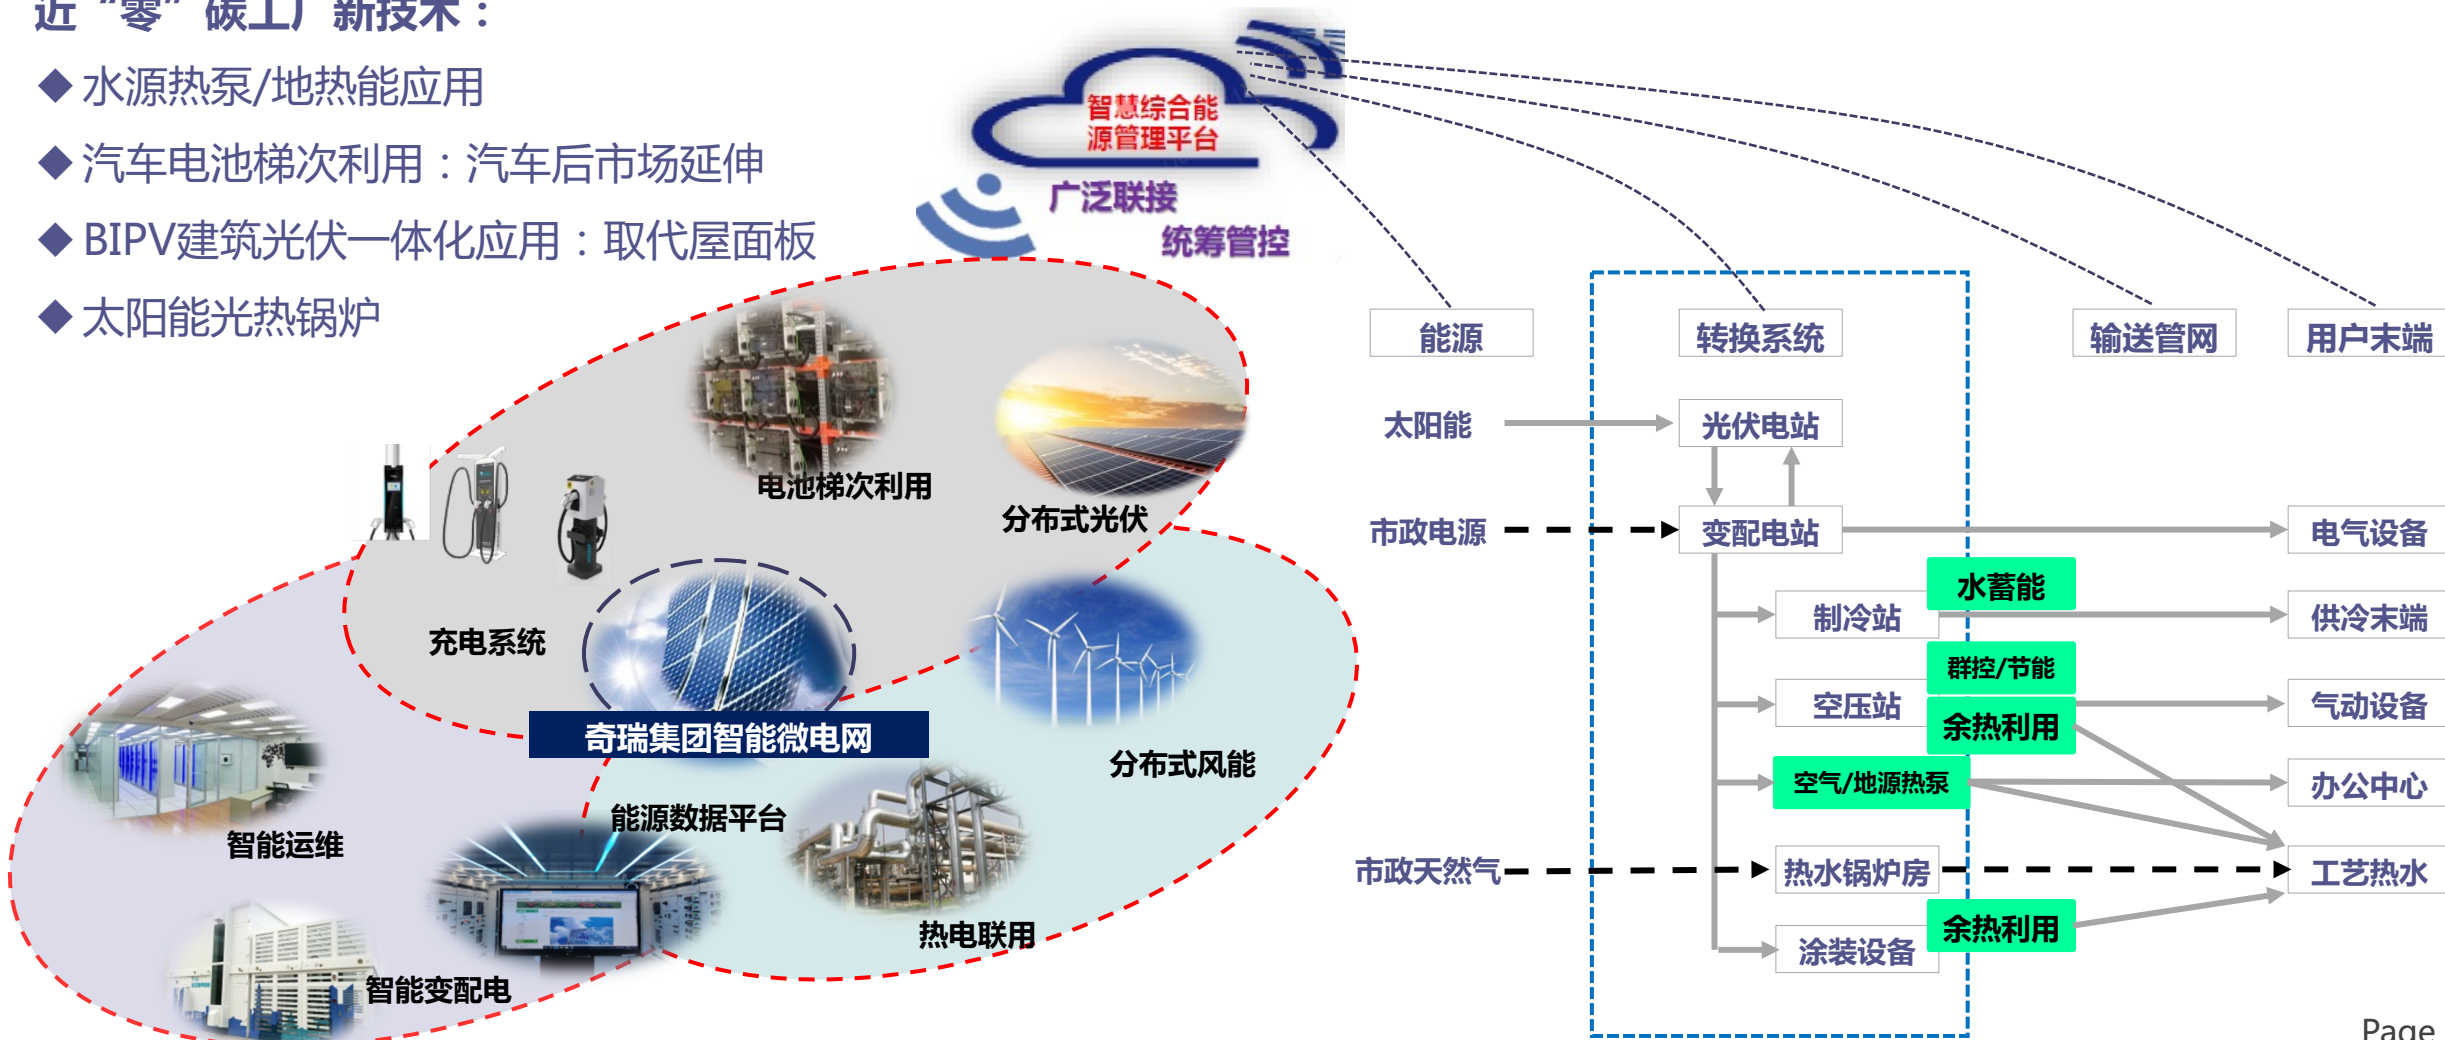 近“零”碳工厂新技术：
◆水源热泵/地热能应用
◆汽车电池梯次利用：汽车后市场延伸
◆BIPV建筑光伏一体化应用：取代屋面板
◆太阳能光热锅炉
智慧综合能
源管理平台
广泛联接
统筹管控
电池梯次利用
分布式光伏
充电系统
奇瑞集团智能微电网
分布式风能
能源数据平台
智能运维
热电联用
智能变配电
能源
转换系统
输送管网
用户末端
太阳能
光伏电站
市政电源
变配电站
电气设备
水蓄能
制冷站
供冷末端
群控/节能
空压站
气动设备
余热利用
空气/地源热泵
办公中心
市政天然气
热水锅炉房
工艺热水
余热利用
涂装设备
Page